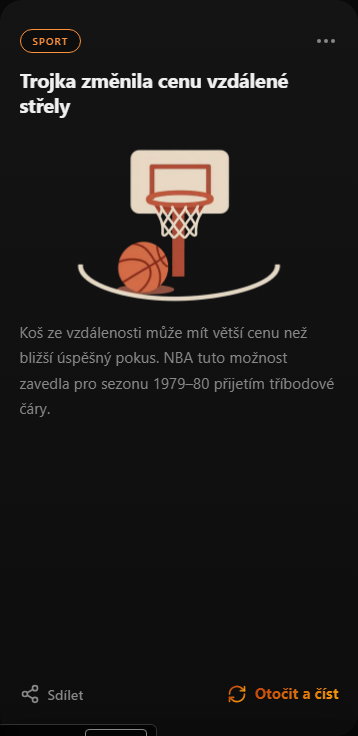 SPORT
Trojka změnila cenu vzdálené
střely
Koš ze vzdálenosti může mít větší cenu než
bližší úspěšný pokus. NBA tuto možnost
zavedla pro sezonu 1979–80 přijetím tříbodové
čáry.
Sdílet
Otočit a číst